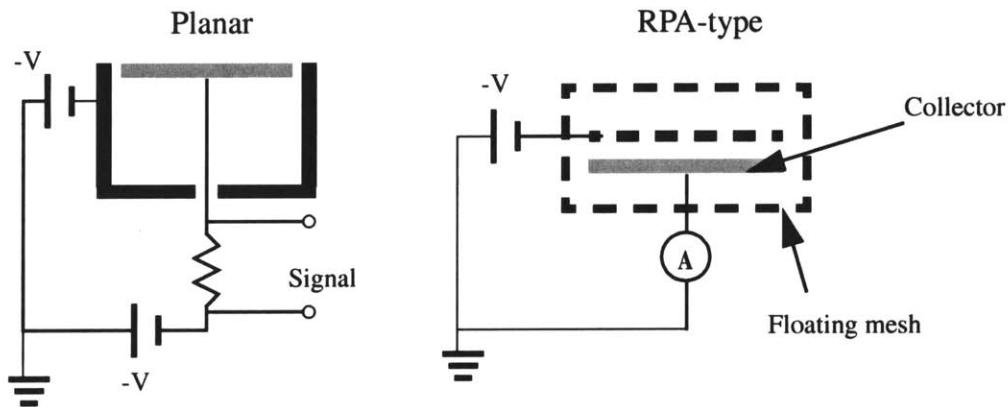 Planar
-V
Signal
-V
RPA-type
-V
Collector
A
Floating mesh